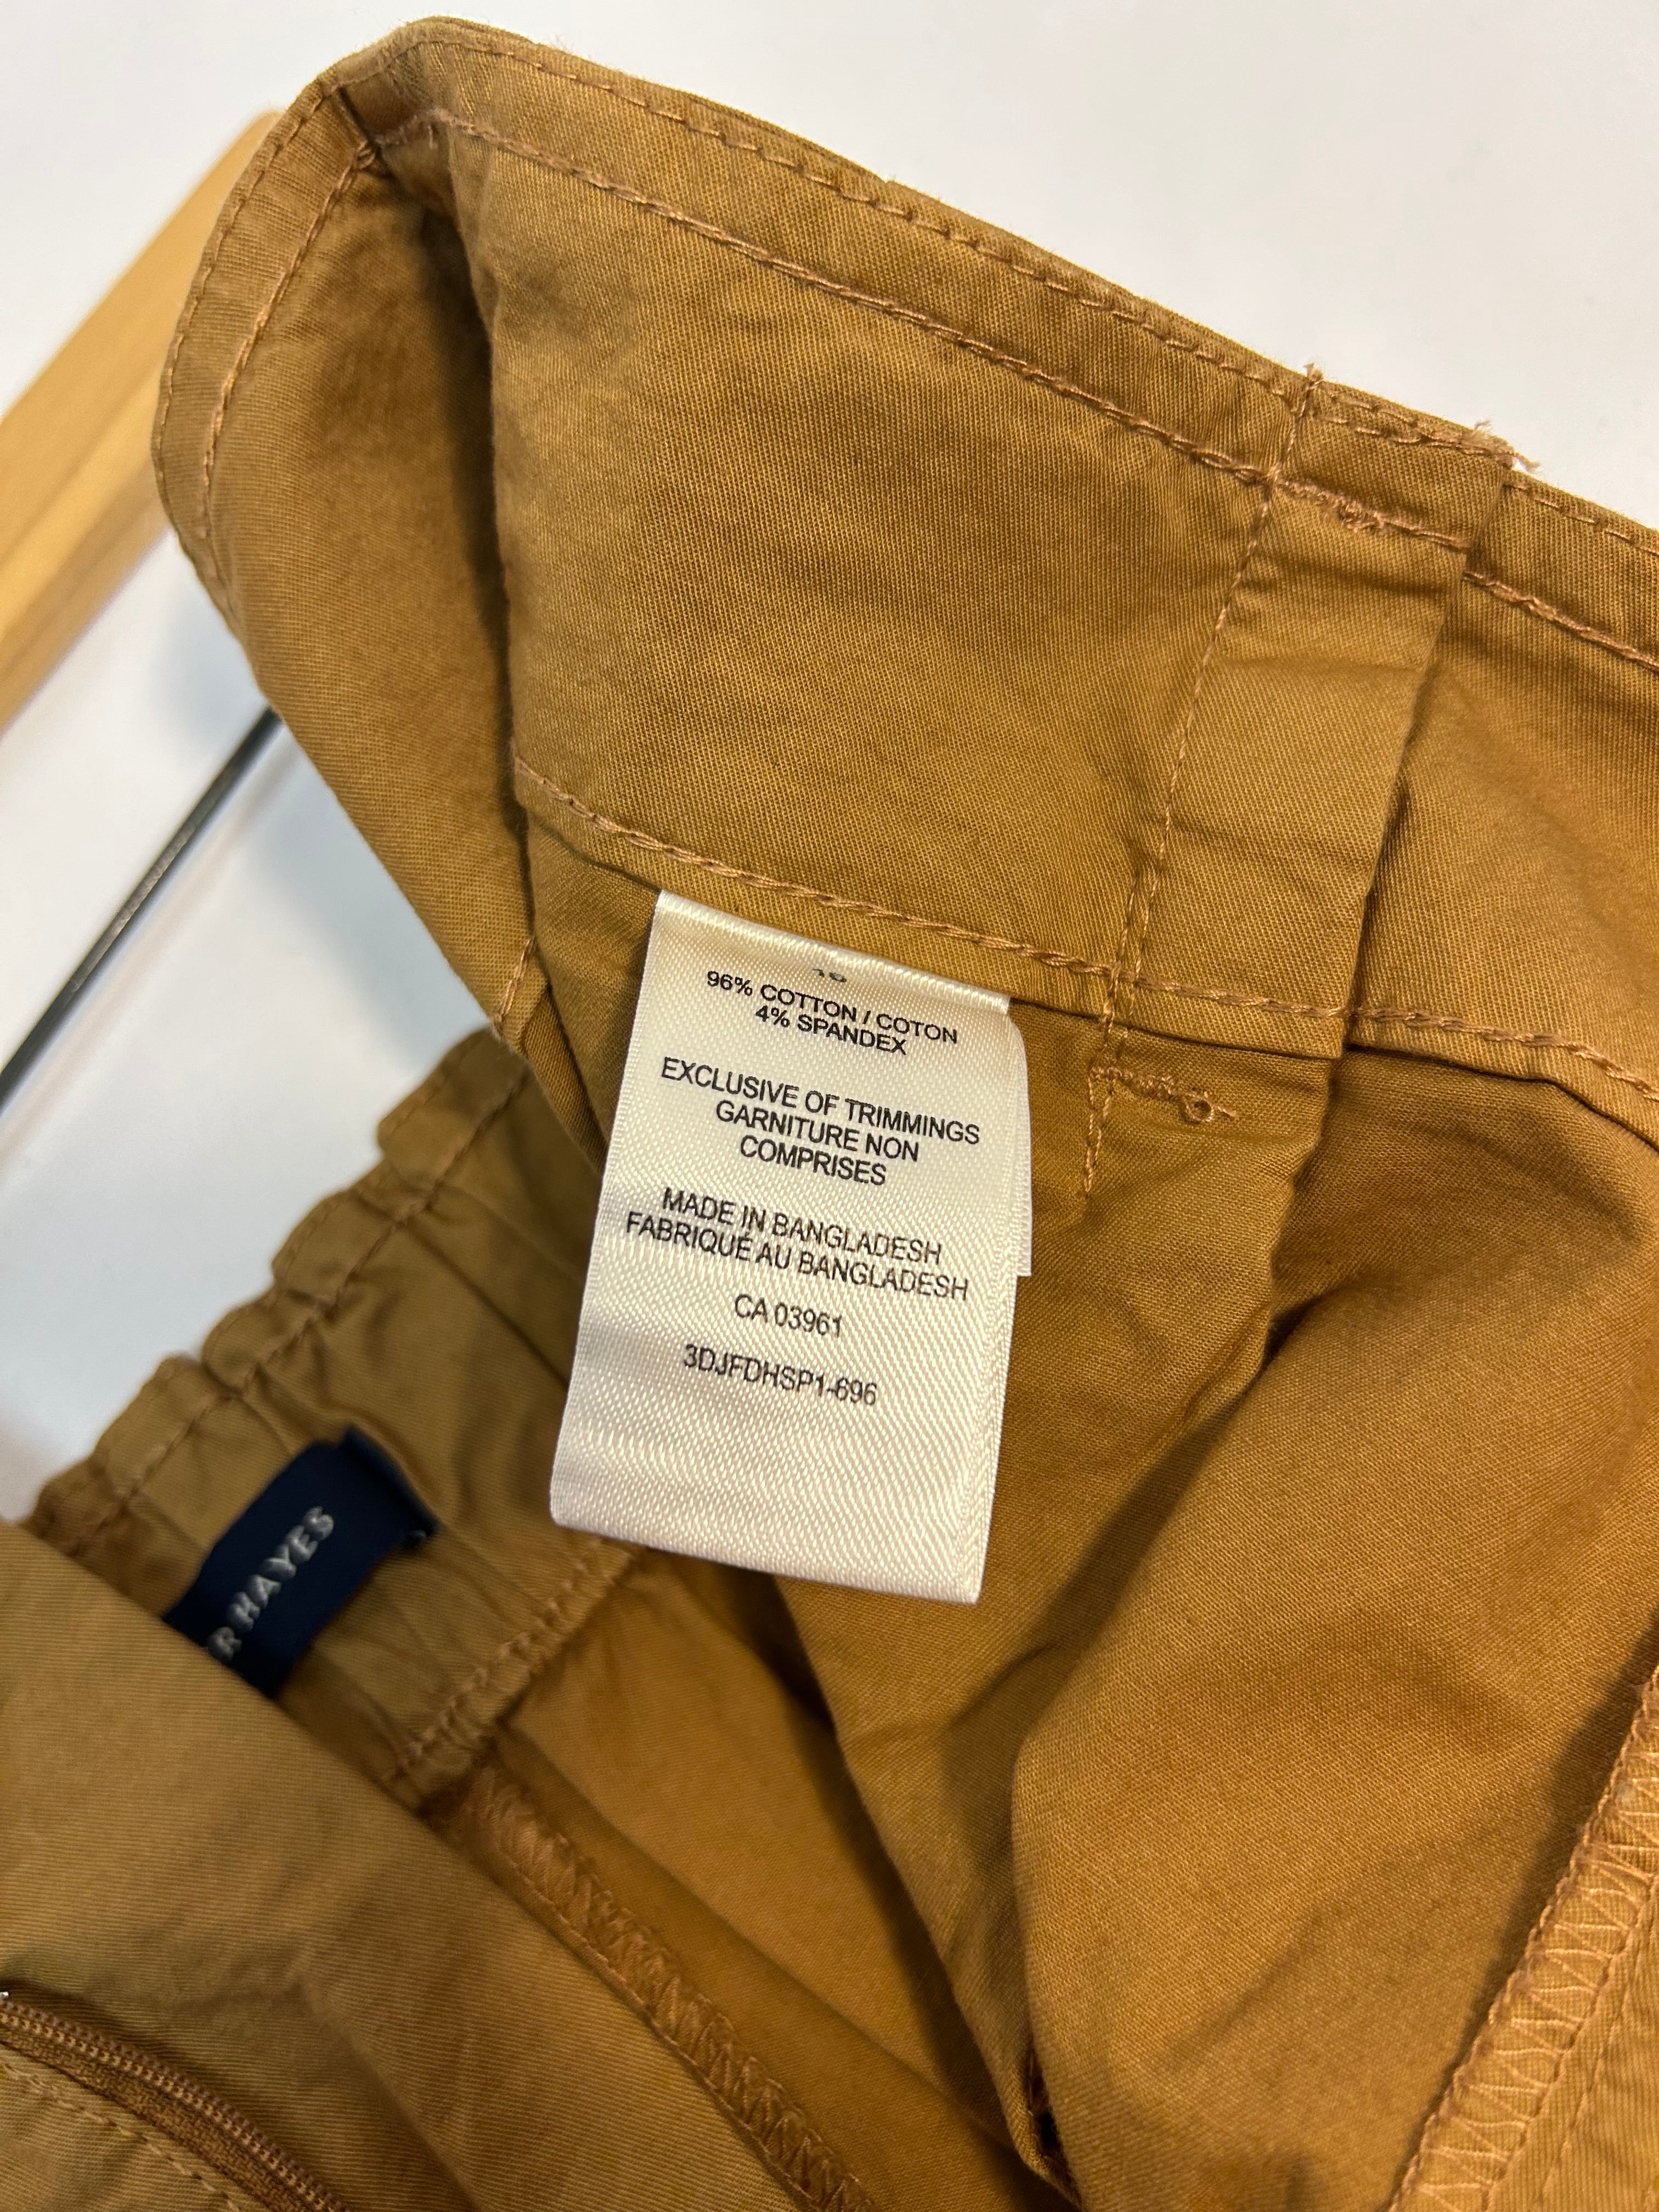 96% COTTON / COTON
4% SPANDEX
EXCLUSIVE OF TRIMMINGS
GARNITURE NON
COMPRISES
MADE IN BANGLADESH
FABRIQUÉ AU BANGLADESH
CA 03961
3DJFDHSP1-696
HAYES